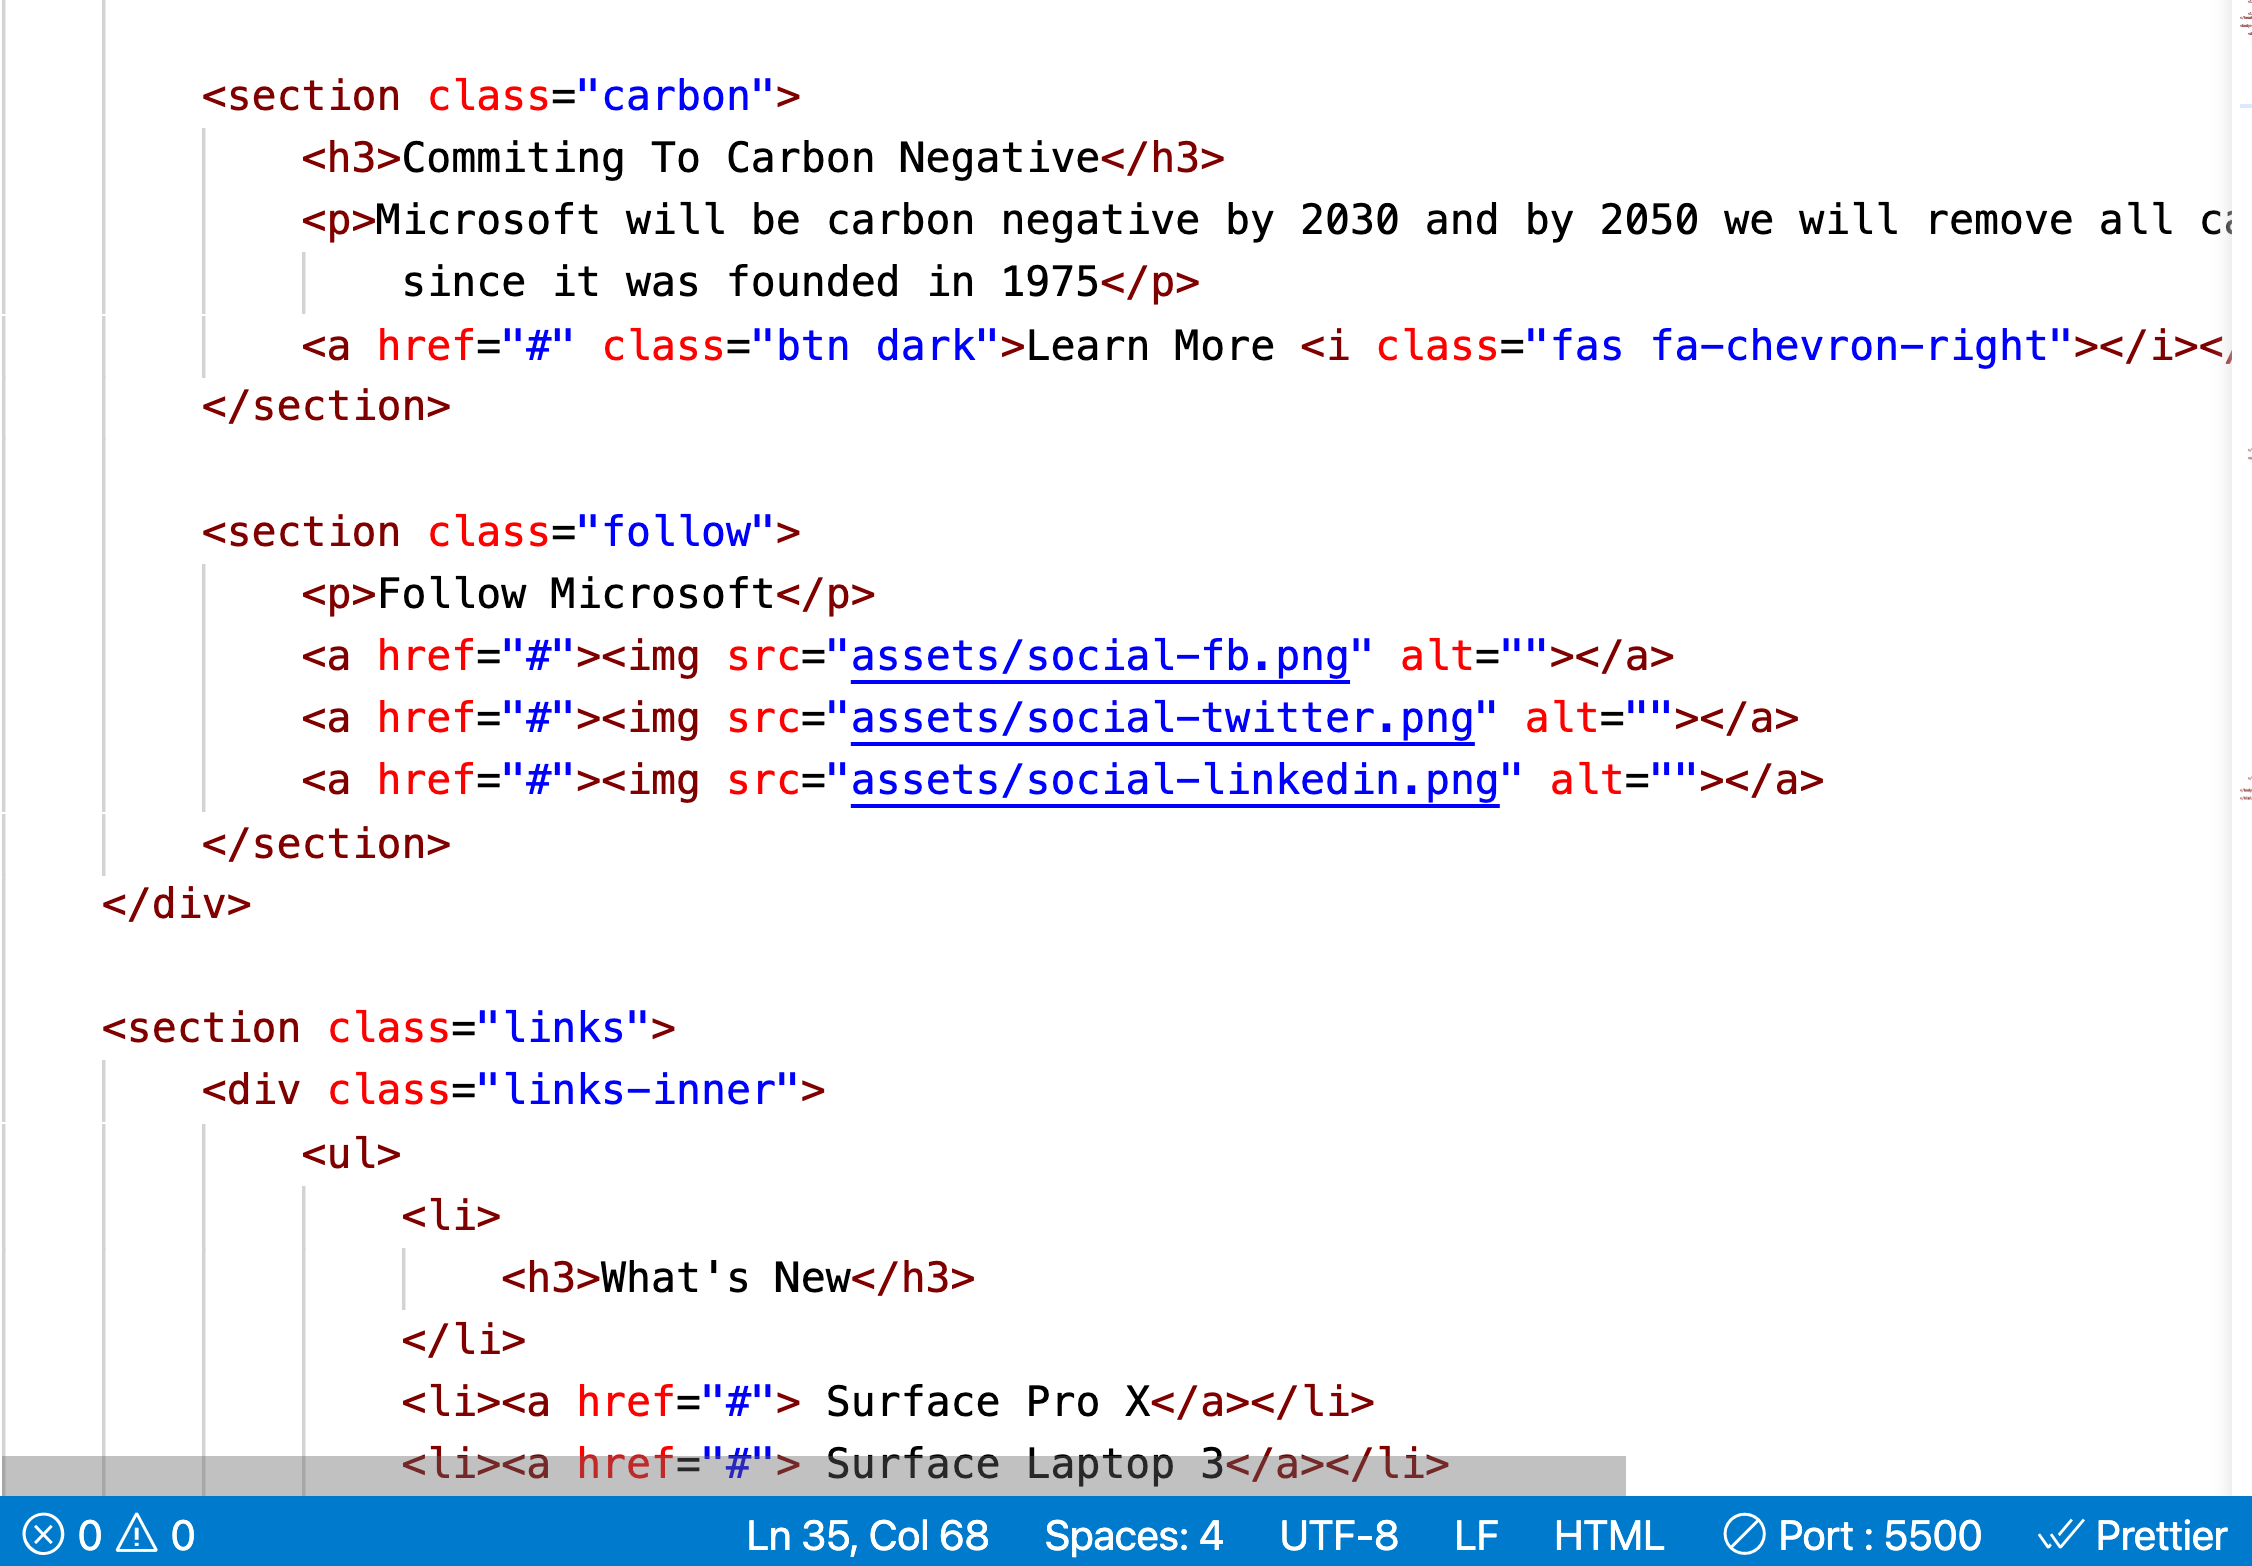 <section class="carbon">
<h3>Commiting To Carbon Negative</h3>
<p>Microsoft will be carbon negative by 2030 and by 2050 we will remove all
since it was founded in 1975</p>
<a href="#" class="btn dark">Learn More <i class="fas fa-chevron-right"></i></
</section>
<section class="follow">
<p>Follow Microsoft</p>
<a href="#"><img src="assets/social-fb.png" alt=""></a>
<a href="#"><img src="assets/social-twitter.png" alt=""></a>
<a href="#"><img src="assets/social-linkedin.png" alt=""></a>
</section>
</div>
<section class="links">
<div class="links-inner">
<ul>
<li>
<h3>What's New</h3>
</li>
<li><a href="#"> Surface Pro X</a></li>
<li><a href="#"> Surface Laptop 3</a></li>
0 0 Ln 35, Col 68 Spaces: 4 UTF-8 LF HTML Port : 5500 Prettier